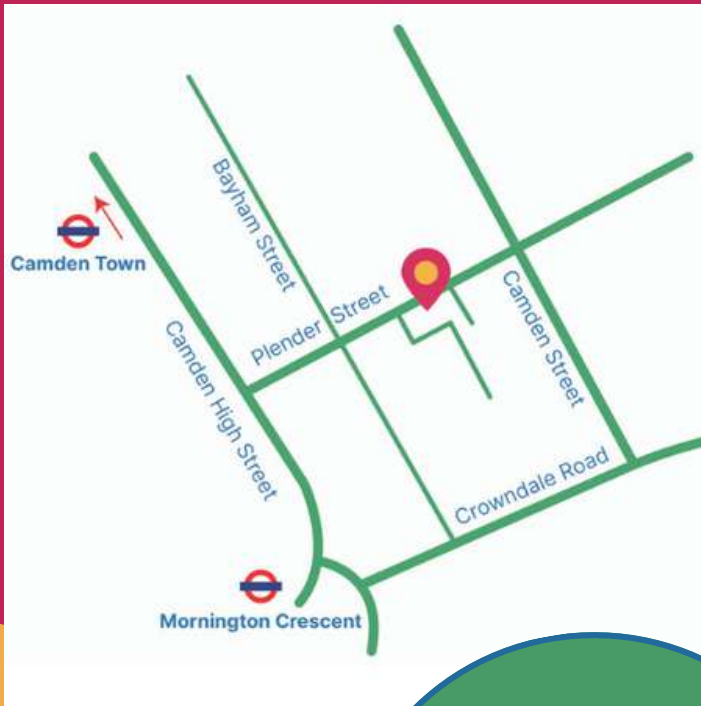 Bayham Street
Camden Town
Plender Street
Camden Street
Camden High Street
Crowndale Road
Mornington Crescent